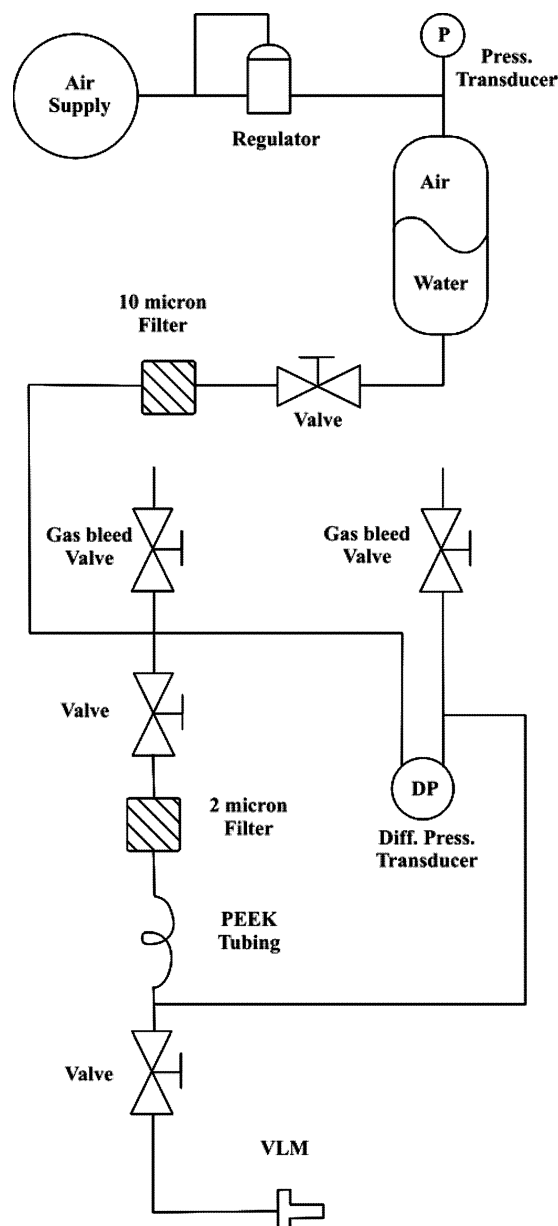 Air
Supply
Regulator
P
Press.
Transducer
Air
Water
10 micron
Filter
Valve
Gas bleed
Valve
Gas bleed
Valve
Valve
2 micron
Filter
DP
Diff. Press.
Transducer
PEEK
Tubing
Valve
VLM